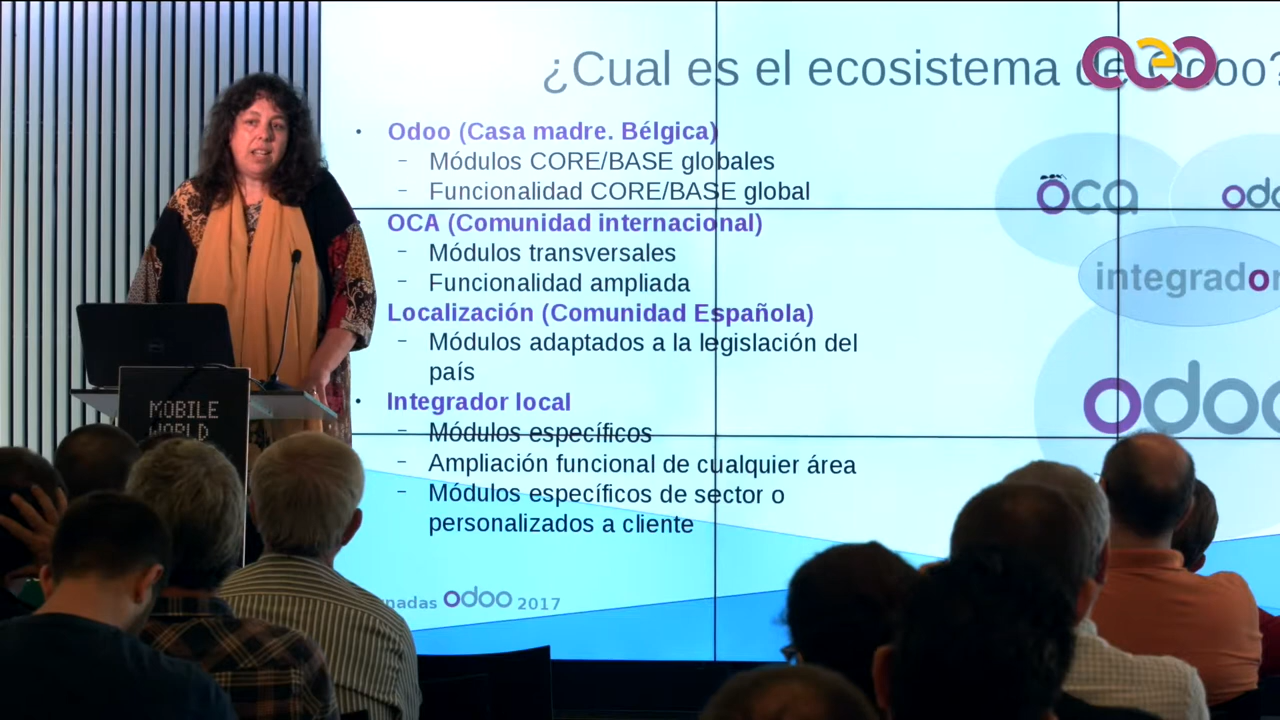 ¿Cual es el ecosistema de Odoo?
aeo
Odoo (Casa madre. Bélgica)
Módulos CORE/BASE globales
Funcionalidad CORE/BASE global
OCA (Comunidad internacional)
Módulos transversales
Funcionalidad ampliada
Localización (Comunidad Española)
Módulos adaptados a la legislación del
país
Integrador local
Módulos específicos
Ampliación funcional de cualquier área
Módulos específicos de sector o
personalizados a cliente
oca
integrador
odoo
MOBILE
WORLD
odoo 2017